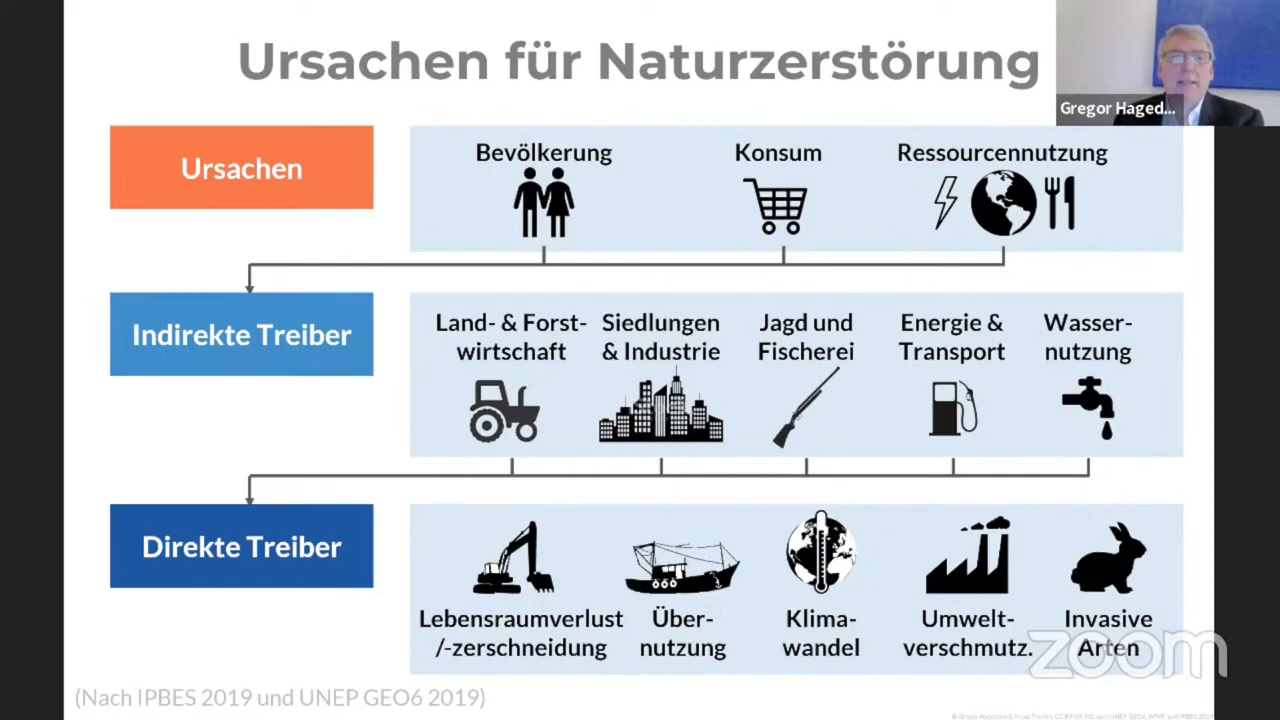 Ursachen für Naturzerstörung
Gregor Haged...
Ursachen
Bevölkerung
Konsum
Ressourcennutzung
Indirekte Treiber
Land- & Forst-
wirtschaft
Siedlungen
& Industrie
Jagd und
Fischerei
Energie &
Transport
Wasser-
nutzung
Direkte Treiber
Lebensraumverlust
/-zerschneidung
Über-
nutzung
Klima-
wandel
Umwelt-
verschmutz.
Invasive
Arten
zoom
(Nach IPBES 2019 und UNEP GEO6 2019)